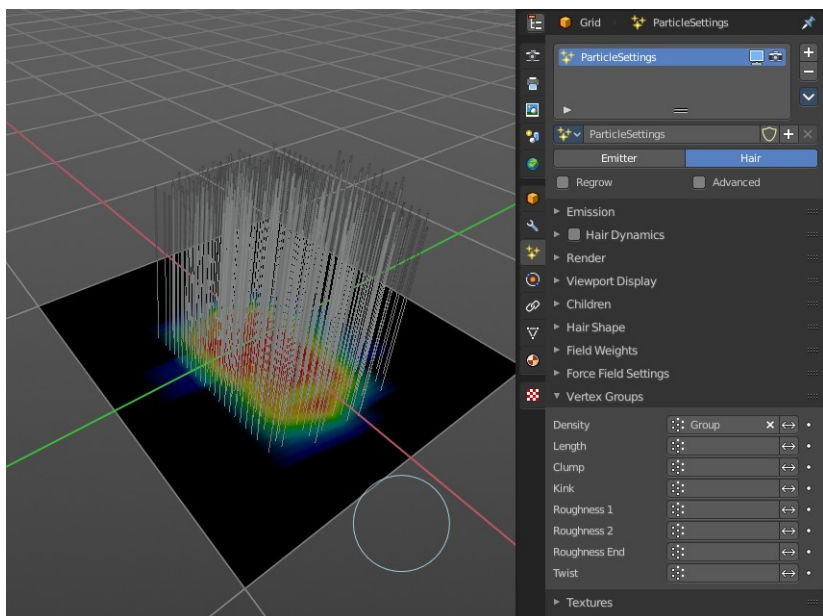 Grid ParticleSettings
ParticleSettings
ParticleSettings
Emitter Hair
Regrow Advanced
Emission
Hair Dynamics
Render
Viewport Display
Children
Hair Shape
Field Weights
Force Field Settings
Vertex Groups
Density Group
Length
Clump
Kink
Roughness 1
Roughness 2
Roughness End
Twist
Textures